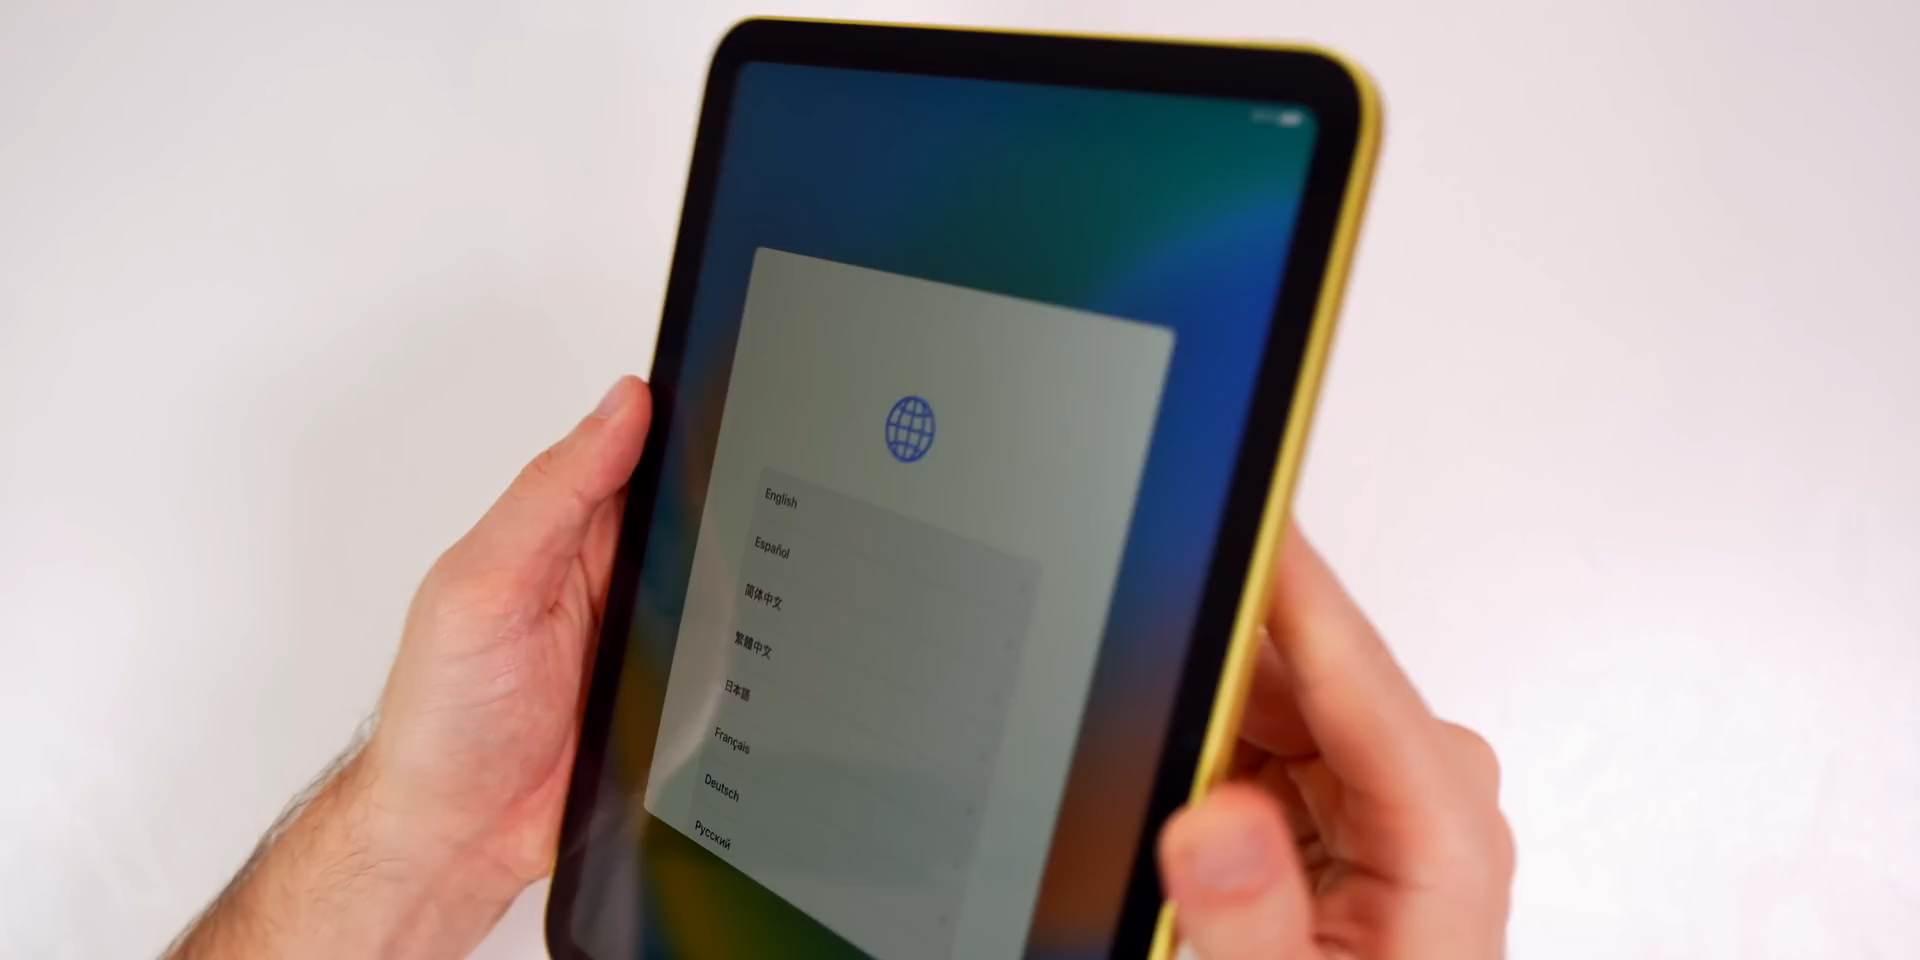 English
Español
简体中文
繁體中文
日本語
Français
Deutsch
Русский